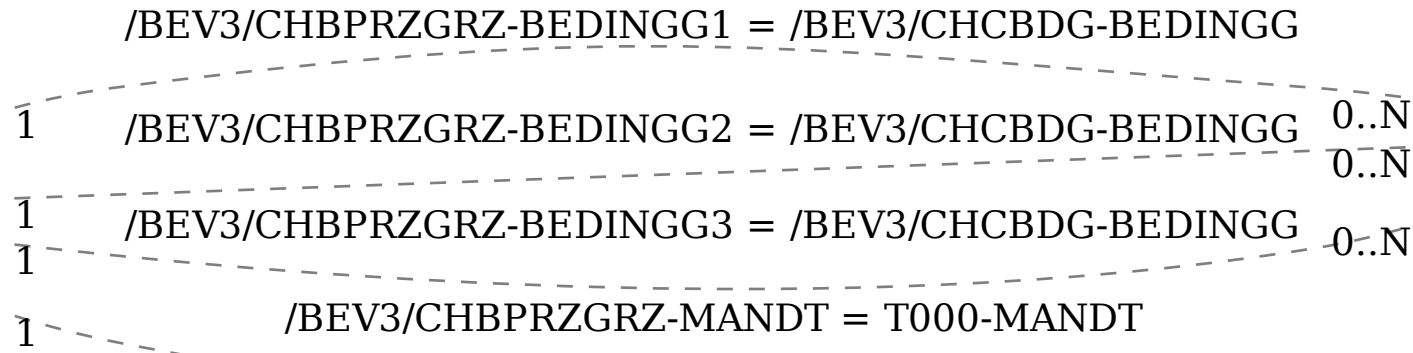 /BEV3/CHBPRZGRZ-BEDINGG1 = /BEV3/CHCBDG-BEDINGG
1 /BEV3/CHBPRZGRZ-BEDINGG2 = /BEV3/CHCBDG-BEDINGG 0..N
0..N
1 /BEV3/CHBPRZGRZ-BEDINGG3 = /BEV3/CHCBDG-BEDINGG
1 0..N
1 /BEV3/CHBPRZGRZ-MANDT = T000-MANDT